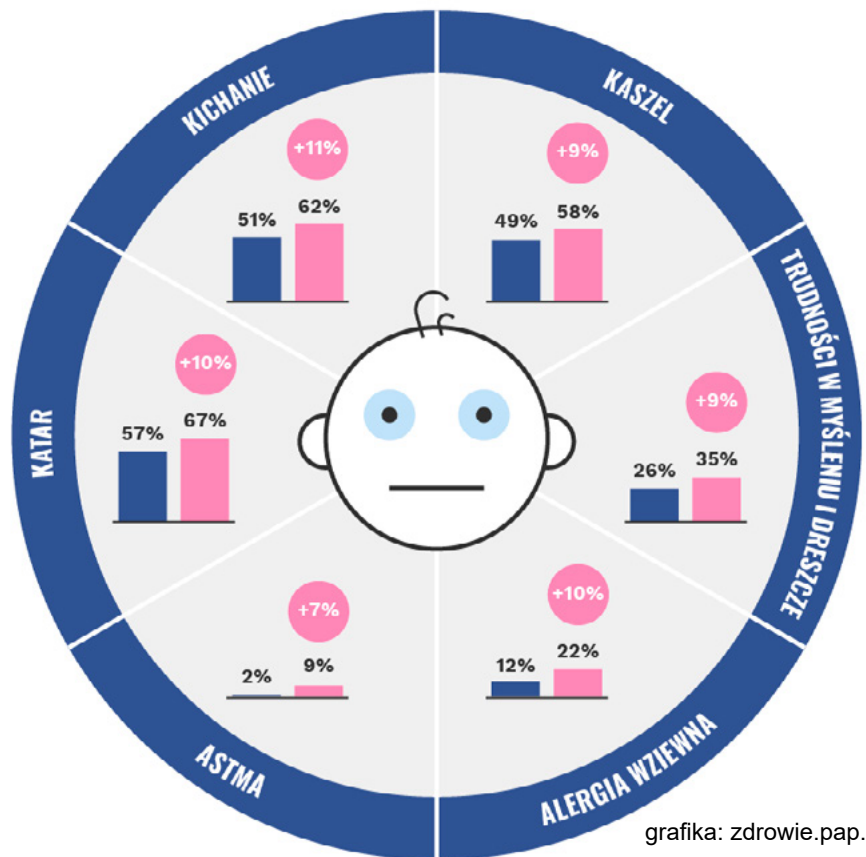 KICHANIE
+11%
51% 62%
KASZEL
+9%
49% 58%
KATAR
+10%
57% 67%
TRUDNOŚCI W MYŚLENIU I DRESZCZE
+9%
26% 35%
ASTMA
+7%
2% 9%
ALERGIA WZIEWNA
+10%
12% 22%
grafika: zdrowie.pap.